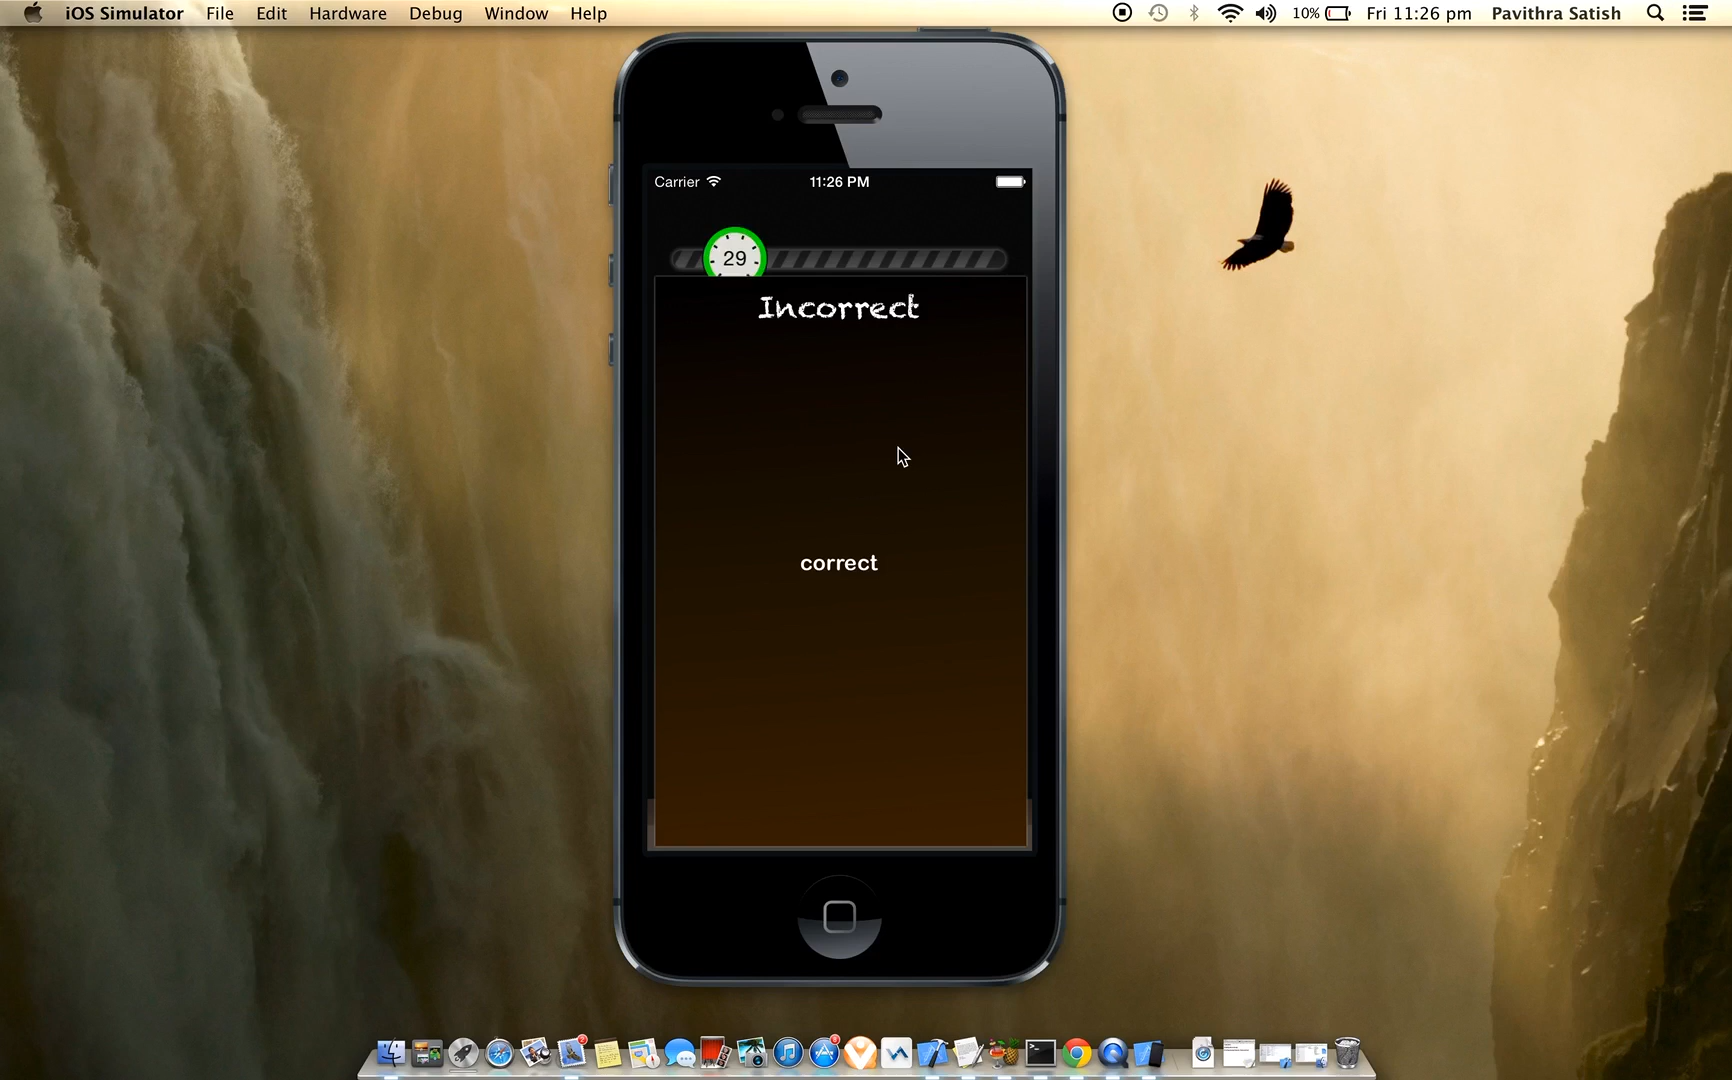 iOS Simulator File Edit Hardware Debug Window Help 10% Fri 11:26 pm Pavithra Satish
Carrier 11:26 PM
29
Incorrect
correct